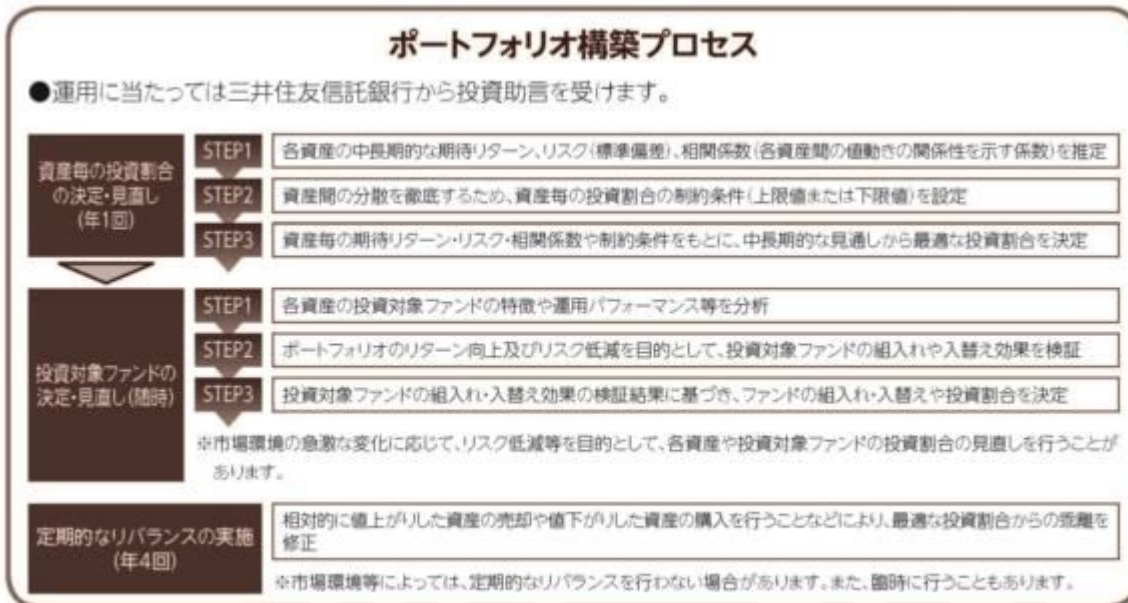 ポートフォリオ構築プロセス
●運用に当たっては三井住友信託銀行から投資助言を受けます。
資産毎の投資割合
の決定・見直し
(年1回)
STEP1
各資産の中長期的な期待リターン、リスク(標準偏差)、相関係数(各資産間の値動きの関係性を示す係数)を推定
STEP2
資産間の分散を徹底するため、資産毎の投資割合の制約条件(上限値または下限値)を設定
STEP3
資産毎の期待リターン・リスク・相関係数や制約条件をもとに、中長期的な見通しから最適な投資割合を決定
投資対象ファンドの
決定・見直し(随時)
STEP1
各資産の投資対象ファンドの特徴や運用パフォーマンス等を分析
STEP2
ポートフォリオのリターン向上及びリスク低減を目的として、投資対象ファンドの組入れや入替え効果を検証
STEP3
投資対象ファンドの組入れ・入替え効果の検証結果に基づき、ファンドの組入れ・入替えや投資割合を決定
※市場環境の急激な変化に応じて、リスク低減等を目的として、各資産や投資対象ファンドの投資割合の見直しを行うことが
あります。
定期的なリバランスの実施
(年4回)
相対的に値上がりした資産の売却や値下がりした資産の購入を行うことなどにより、最適な投資割合からの乖離を
修正
※市場環境等によっては、定期的なリバランスを行わない場合があります。また、臨時に行うこともあります。